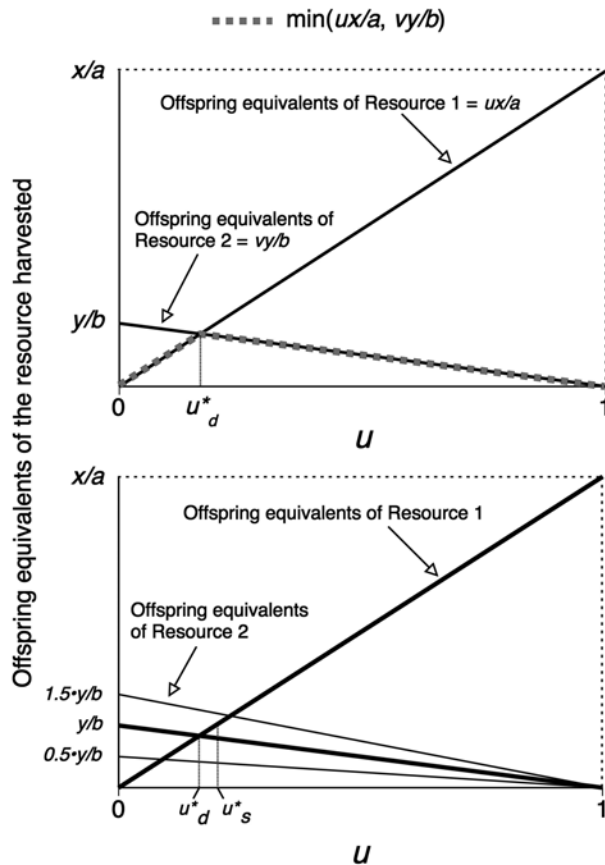 min(ux/a, vy/b)
x/a
Offspring equivalents of Resource 1 = ux/a
Offspring equivalents of
Resource 2 = vy/b
y/b
0
u*d
1
u
Offspring equivalents of the resource harvested
x/a
Offspring equivalents of Resource 1
Offspring equivalents
of Resource 2
1.5•y/b
y/b
0.5•y/b
0
u*d
u*s
1
u